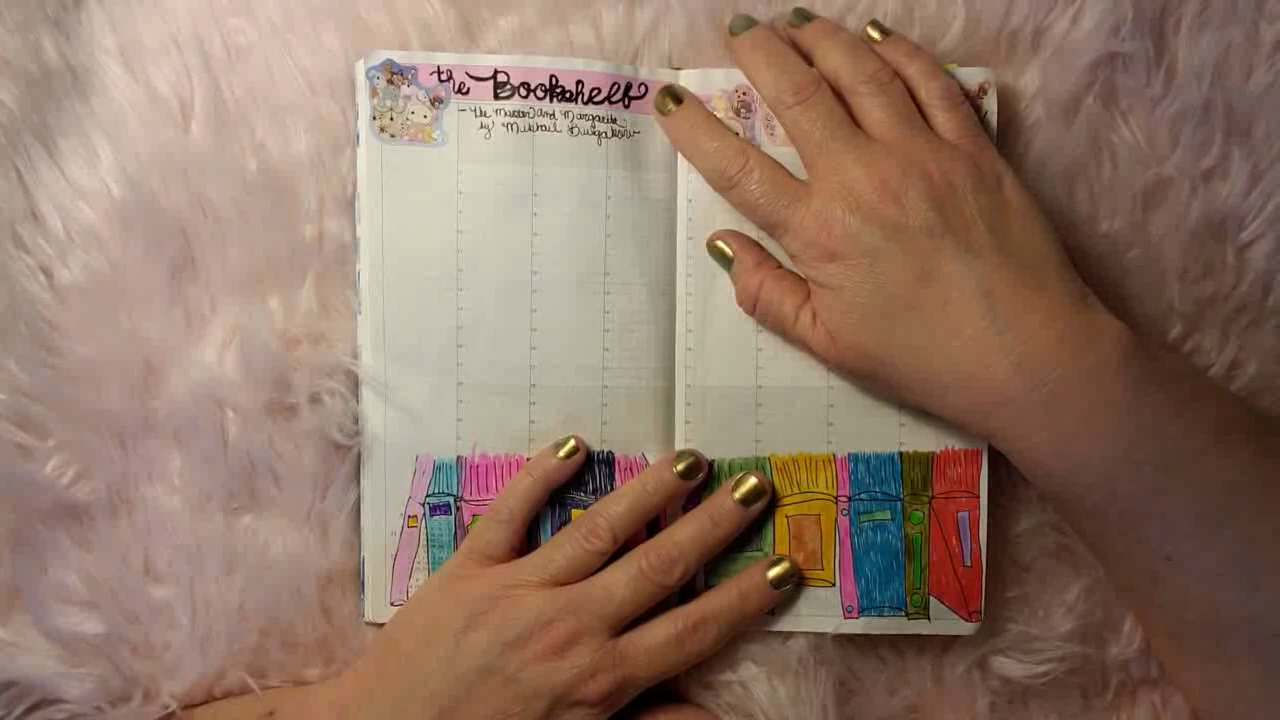 the Bookshelf
- The Master and Margarita
by Mikhail Bulgakov